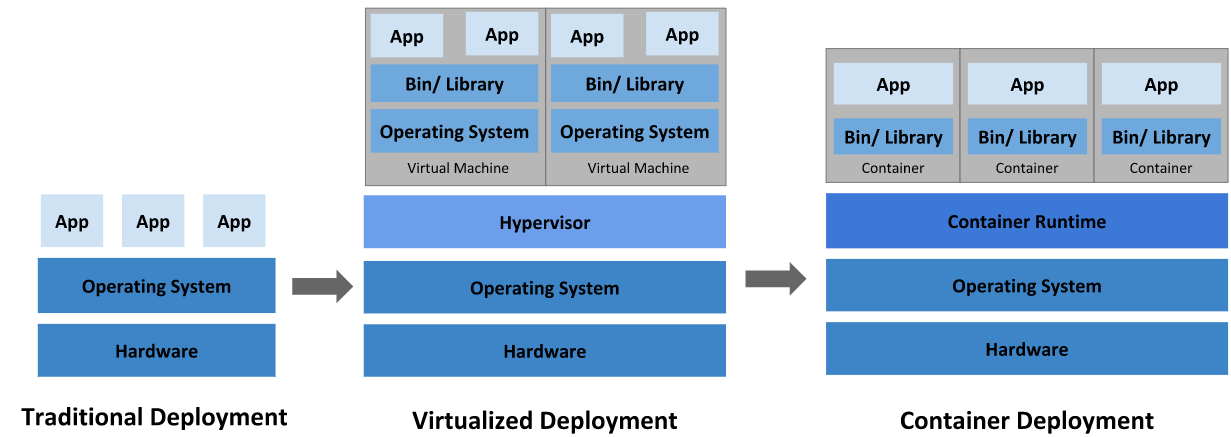 App
App
App
Operating System
Hardware
Traditional Deployment
App
App
Bin/ Library
Operating System
Virtual Machine
App
App
Bin/ Library
Operating System
Virtual Machine
Hypervisor
Operating System
Hardware
Virtualized Deployment
App
Bin/ Library
Container
App
Bin/ Library
Container
App
Bin/ Library
Container
Container Runtime
Operating System
Hardware
Container Deployment